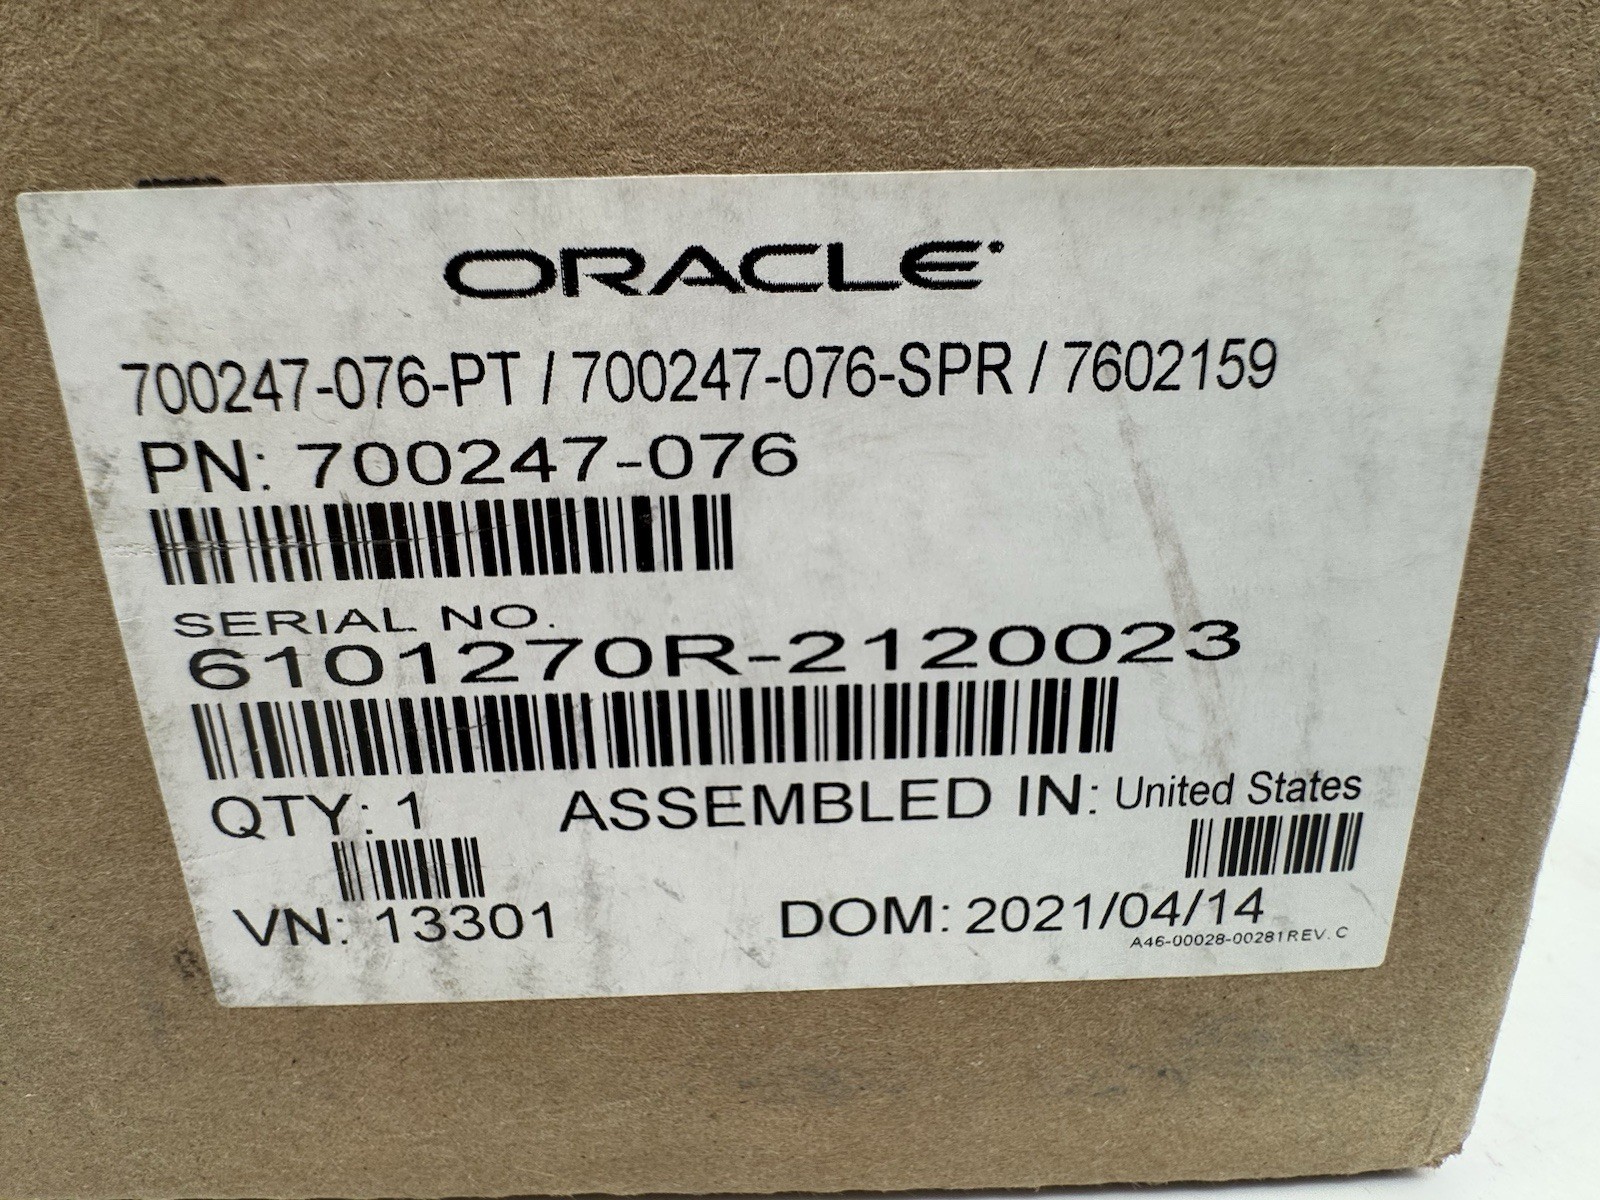 ORACLE
700247-076-PT / 700247-076-SPR / 7602159
PN: 700247-076
SERIAL NO.
6101270R-2120023
QTY: 1 ASSEMBLED IN: United States
VN: 13301 DOM: 2021/04/14
A46-00028-00281REV. C